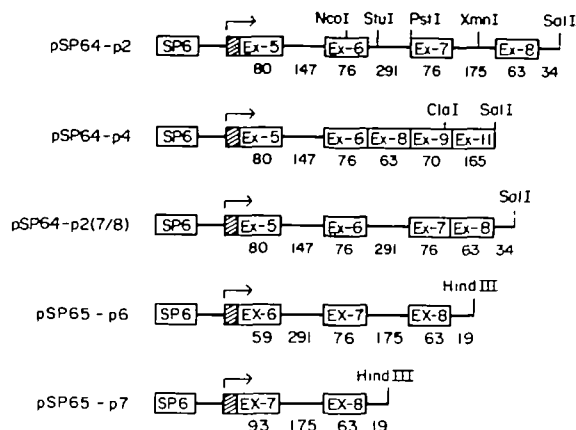 NcoI StuI PstI XmnI SalI
pSP64-p2 SP6 Ex-5 Ex-6 Ex-7 Ex-8
80 147 76 291 76 175 63 34
ClaI SalI
pSP64-p4 SP6 Ex-5 Ex-6 Ex-8 Ex-9 Ex-11
80 147 76 63 70 165
SalI
pSP64-p2(7/8) SP6 Ex-5 Ex-6 Ex-7 Ex-8
80 147 76 291 76 63 34
Hind III
pSP65-p6 SP6 EX-6 EX-7 EX-8
59 291 76 175 63 19
Hind III
pSP65-p7 SP6 EX-7 EX-8
93 175 63 19